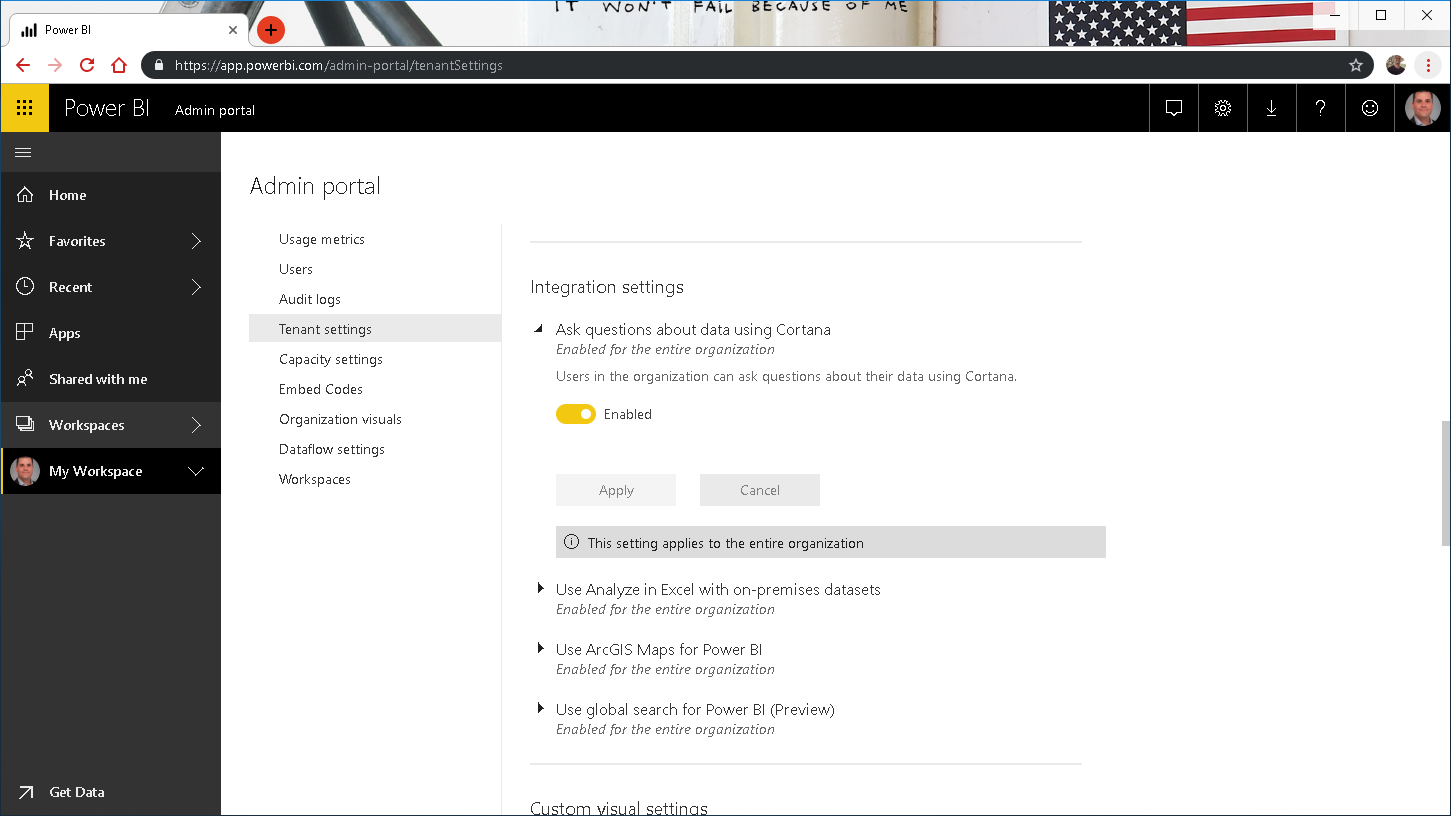 IT WON'T FAIL BECAUSE OF ME
Power BI
https://app.powerbi.com/admin-portal/tenantSettings
Power BI Admin portal
Home
Favorites
Recent
Apps
Shared with me
Workspaces
My Workspace
Get Data
Admin portal
Usage metrics
Users
Audit logs
Tenant settings
Capacity settings
Embed Codes
Organization visuals
Dataflow settings
Workspaces
Integration settings
Ask questions about data using Cortana
Enabled for the entire organization
Users in the organization can ask questions about their data using Cortana.
Enabled
Apply Cancel
This setting applies to the entire organization
Use Analyze in Excel with on-premises datasets
Enabled for the entire organization
Use ArcGIS Maps for Power BI
Enabled for the entire organization
Use global search for Power BI (Preview)
Enabled for the entire organization
Custom visual settings